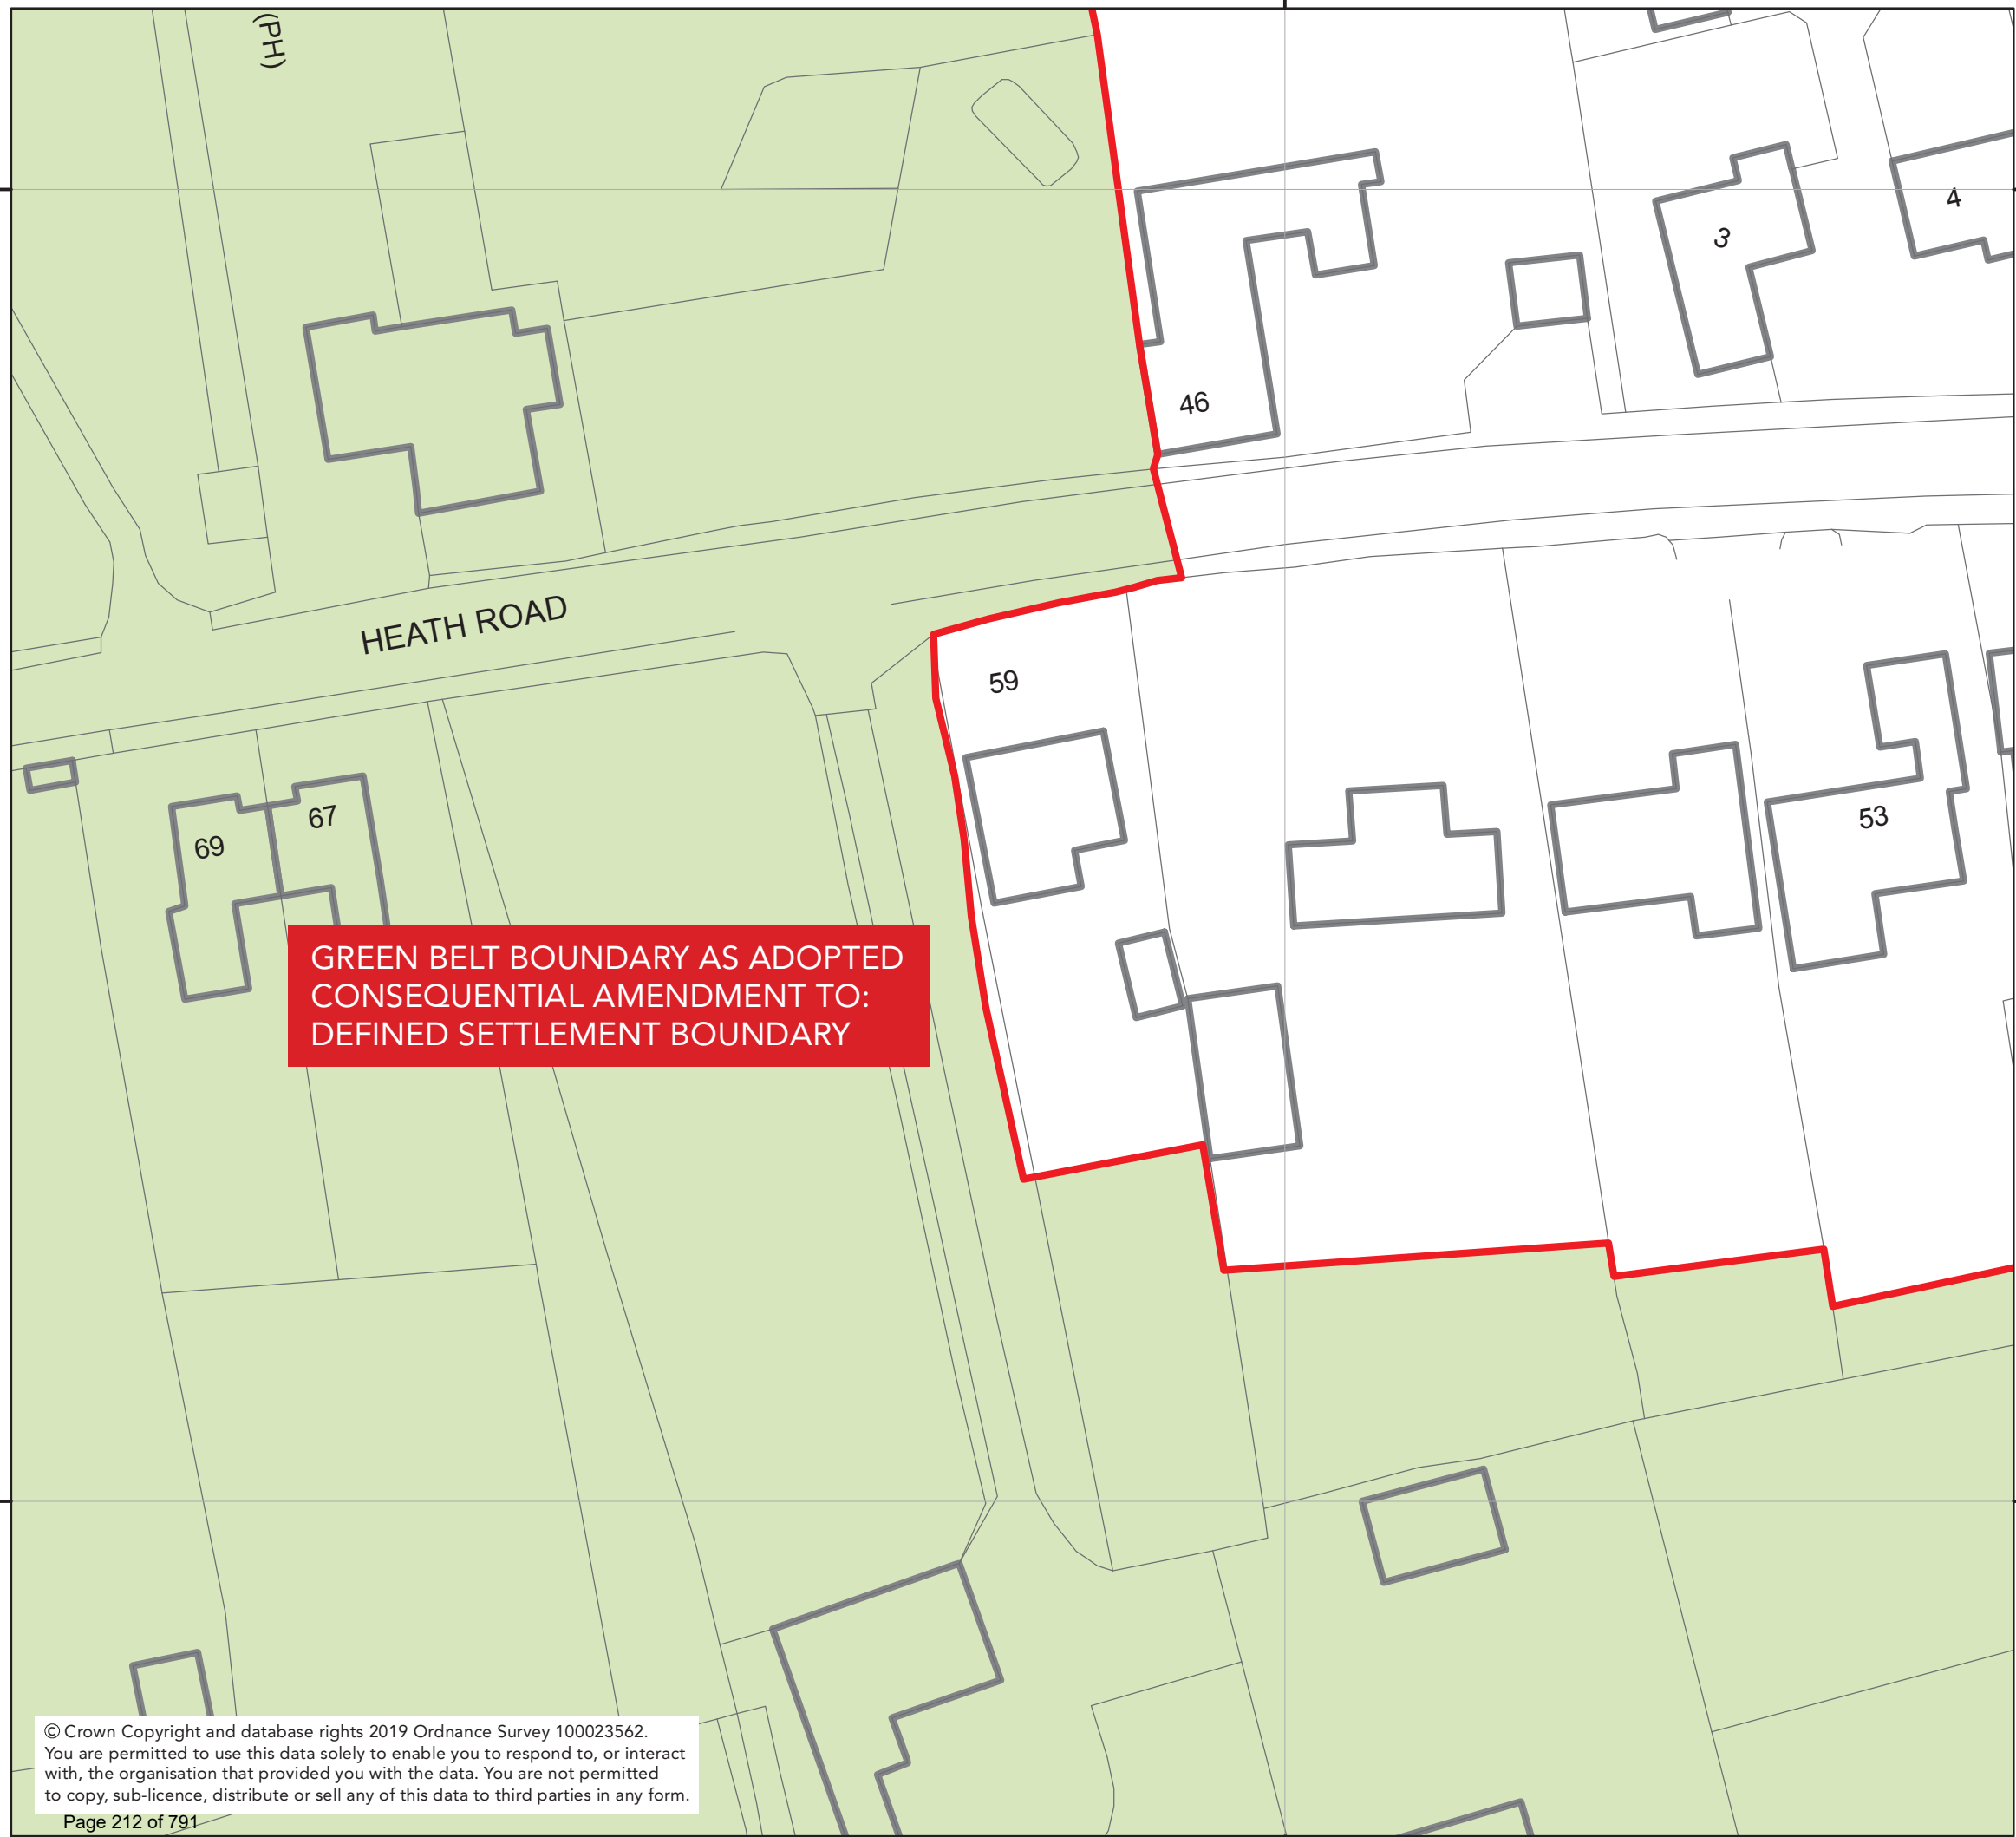 (PH)
4
3
46
HEATH ROAD
59
67
53
69
GREEN BELT BOUNDARY AS ADOPTED
CONSEQUENTIAL AMENDMENT TO:
DEFINED SETTLEMENT BOUNDARY
© Crown Copyright and database rights 2019 Ordnance Survey 100023562.
You are permitted to use this data solely to enable you to respond to, or interact
with, the organisation that provided you with the data. You are not permitted
to copy, sub-licence, distribute or sell any of this data to third parties in any form.
Page 212 of 791